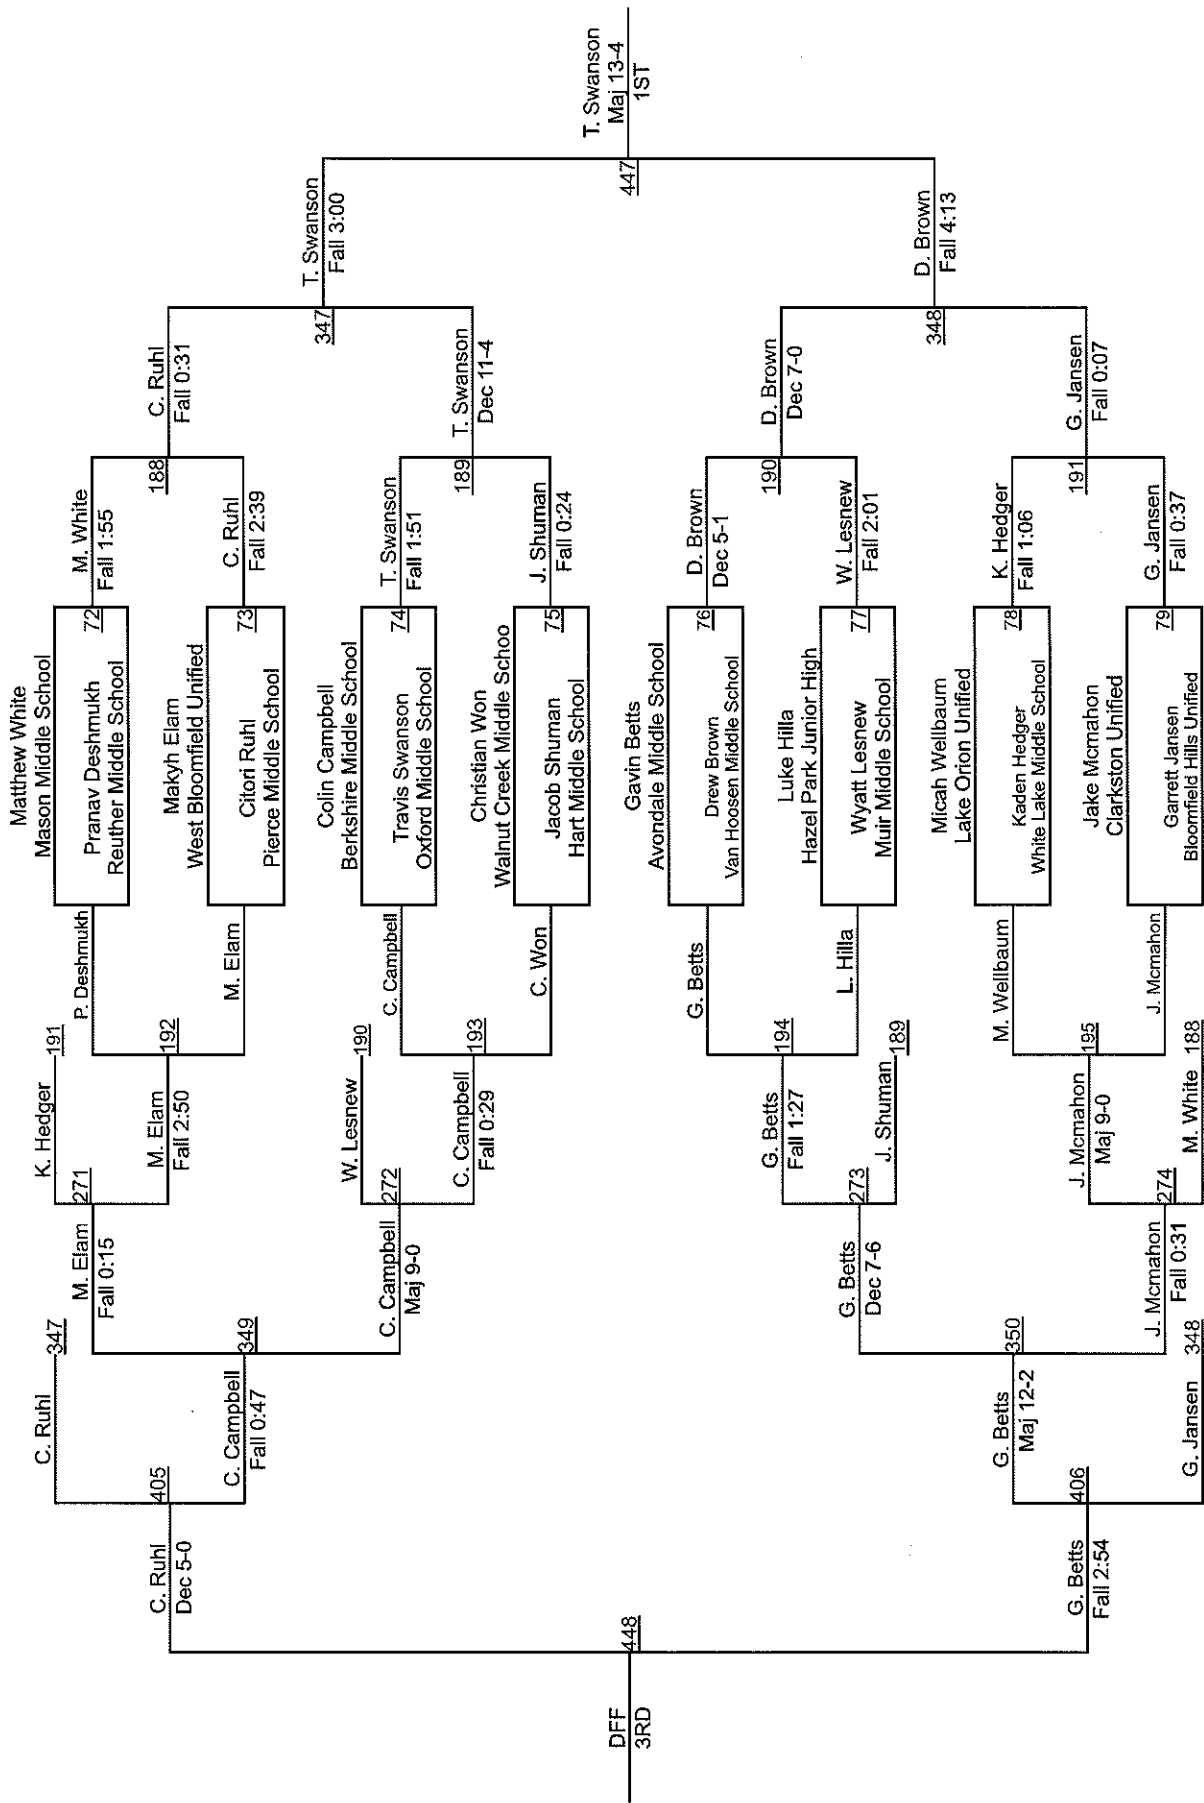 Matthew White
Mason Middle School
72
Pranav Deshmukh
Reuther Middle School
M. White
Fall 1:55
P. Deshmukh
Makyh Elam
West Bloomfield Unified
73
Citori Ruhl
Pierce Middle School
C. Ruhl
Fall 2:39
M. Elam
Colin Campbell
Berkshire Middle School
74
Travis Swanson
Oxford Middle School
T. Swanson
Fall 1:51
C. Campbell
Christian Won
Walnut Creek Middle Schoo
75
Jacob Shuman
Hart Middle School
J. Shuman
Fall 0:24
C. Won
Gavin Betts
Avondale Middle School
76
Drew Brown
Van Hoosen Middle School
D. Brown
Dec 5-1
G. Betts
Luke Hilla
Hazel Park Junior High
77
Wyatt Lesnew
Muir Middle School
W. Lesnew
Fall 2:01
L. Hilla
Micah Wellbaum
Lake Orion Unified
78
Kaden Hedger
White Lake Middle School
K. Hedger
Fall 1:06
M. Wellbaum
Jake Mcmahon
Clarkston Unified
79
Garrett Jansen
Bloomfield Hills Unified
G. Jansen
Fall 0:37
J. Mcmahon
188
C. Ruhl
Fall 0:31
189
T. Swanson
Dec 11-4
190
D. Brown
Dec 7-0
191
G. Jansen
Fall 0:07
347
T. Swanson
Fall 3:00
348
D. Brown
Fall 4:13
447
T. Swanson
Maj 13-4
1ST
K. Hedger 191
192
M. Elam
Fall 2:50
W. Lesnew 190
193
C. Campbell
Fall 0:29
194
G. Betts
Fall 1:27
J. Shuman 189
195
J. Mcmahon
Maj 9-0
M. White 188
271
M. Elam
Fall 0:15
272
C. Campbell
Maj 9-0
273
G. Betts
Dec 7-6
274
J. Mcmahon
Fall 0:31
C. Ruhl 347
349
C. Campbell
Fall 0:47
350
G. Betts
Maj 12-2
G. Jansen 348
405
C. Ruhl
Dec 5-0
406
G. Betts
Fall 2:54
448
DFF
3RD